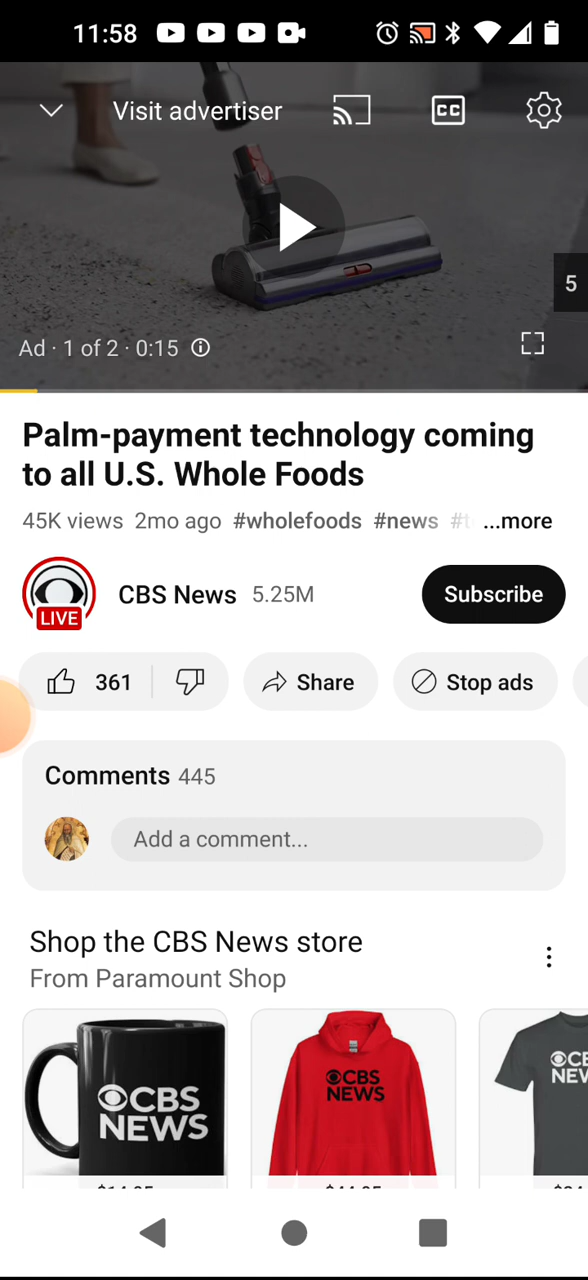 11:58
Visit advertiser
CC
5
Ad · 1 of 2 · 0:15
Palm-payment technology coming
to all U.S. Whole Foods
45K views 2mo ago #wholefoods #news ...more
LIVE
CBS News 5.25M
Subscribe
361
Share
Stop ads
Comments 445
Add a comment...
Shop the CBS News store
From Paramount Shop
CBS
NEWS
CBS
NEWS